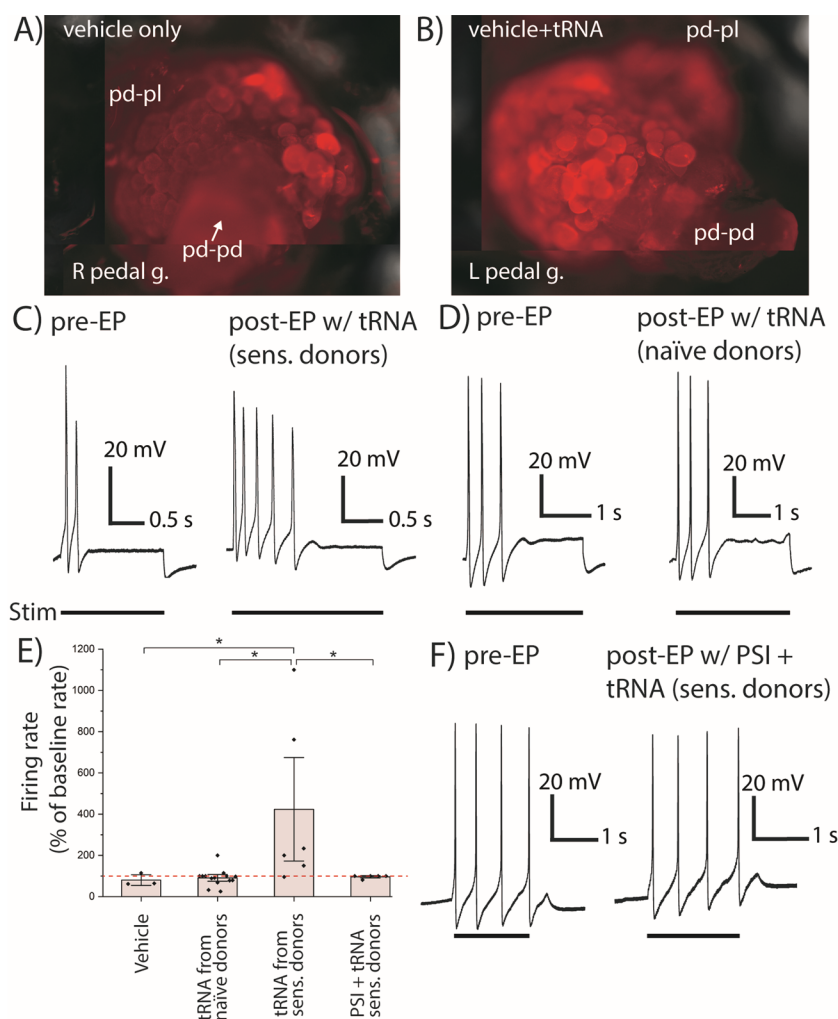 A)
vehicle only
pd-pl
pd-pd
R pedal g.
B)
vehicle+tRNA
pd-pl
pd-pd
L pedal g.
C) pre-EP
post-EP w/ tRNA
(sens. donors)
20 mV
0.5 s
20 mV
0.5 s
D) pre-EP
post-EP w/ tRNA
(naïve donors)
20 mV
1 s
20 mV
1 s
Stim
E)
Firing rate
(% of baseline rate)
1200
1000
800
600
400
200
100
0
*
*
*
Vehicle
tRNA from
naïve donors
tRNA from
sens. donors
PSI + tRNA
sens. donors
F) pre-EP
post-EP w/ PSI +
tRNA (sens. donors)
20 mV
1 s
20 mV
1 s